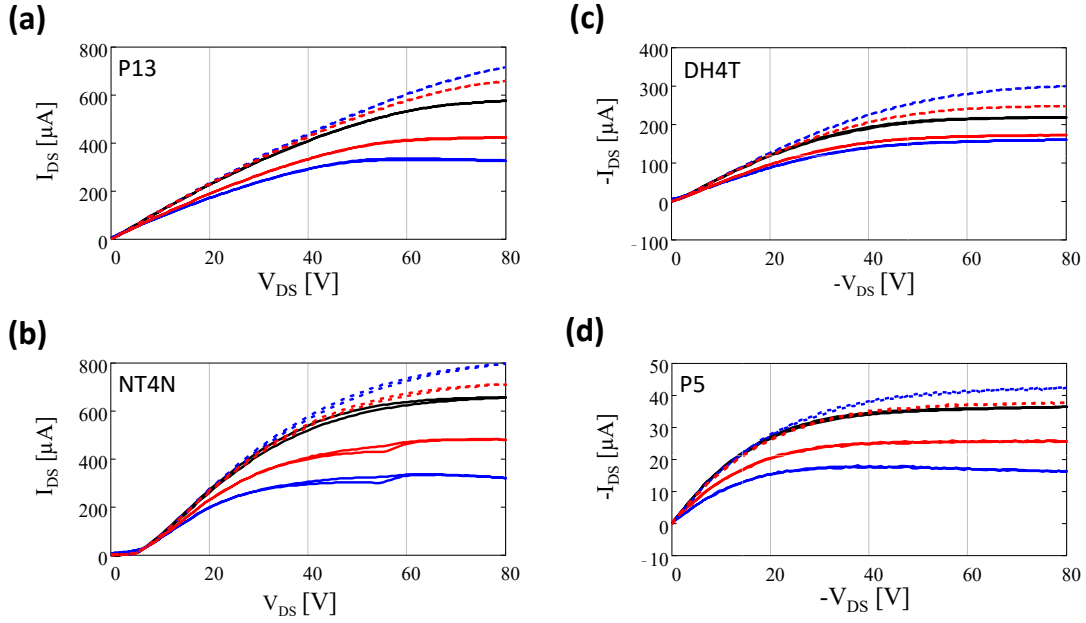 (a)
P13
800
600
400
200
0
I_DS [µA]
0 20 40 60 80
V_DS [V]
(c)
DH4T
400
300
200
100
0
-100
-I_DS [µA]
0 20 40 60 80
-V_DS [V]
(b)
NT4N
800
600
400
200
0
I_DS [µA]
0 20 40 60 80
V_DS [V]
(d)
P5
50
40
30
20
10
0
-10
-I_DS [µA]
0 20 40 60 80
-V_DS [V]